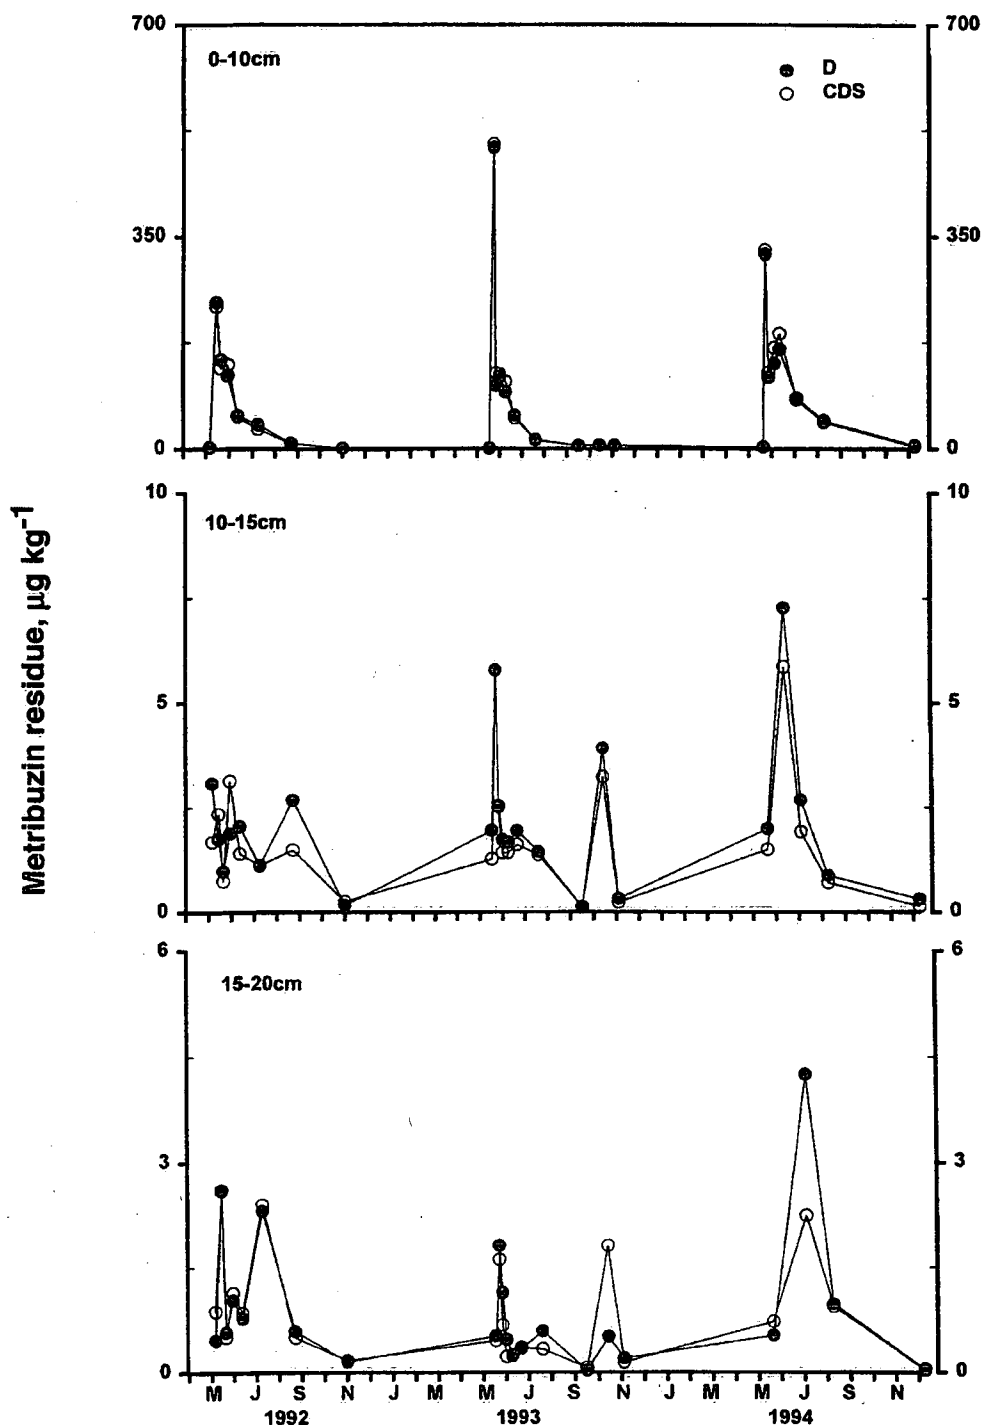 700 700
0-10cm
D
CDS
350 350
0 0
10 10
10-15cm
Metribuzin residue, µg kg-1
5 5
0 0
6 6
15-20cm
3 3
0 0
M J S N J M M J S N J M M J S N
1992 1993 1994